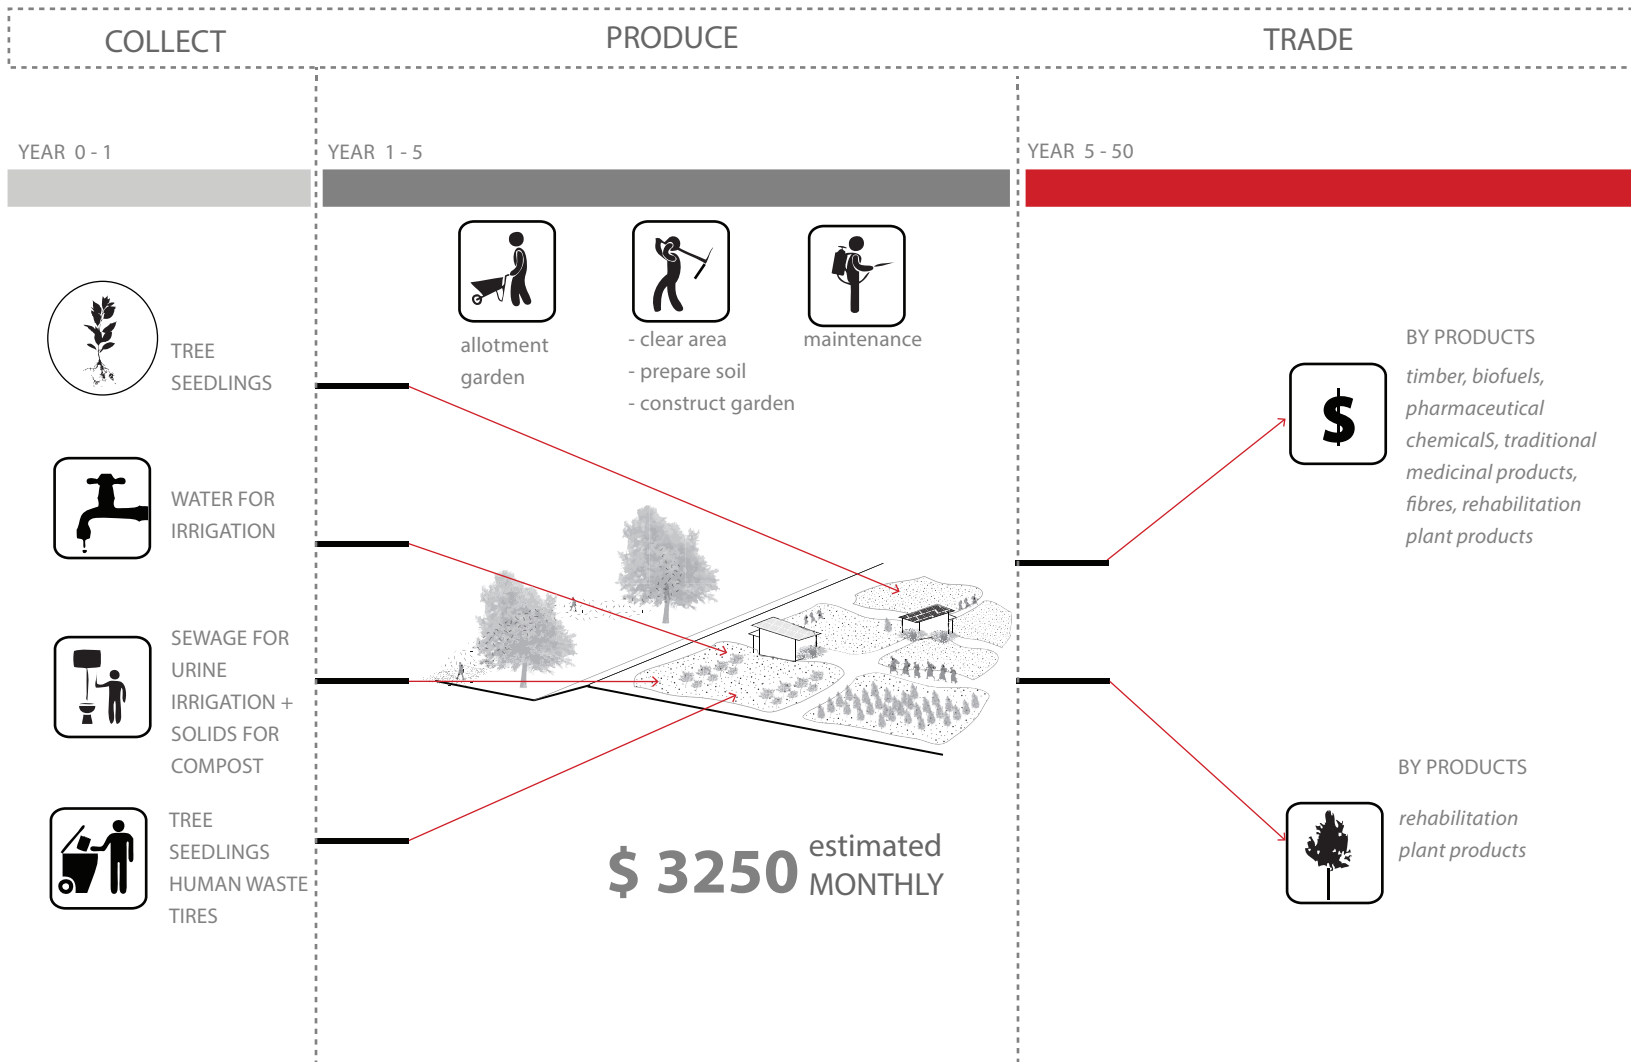 COLLECT
PRODUCE
TRADE
YEAR 0 - 1
YEAR 1 - 5
YEAR 5 - 50
TREE
SEEDLINGS
WATER FOR
IRRIGATION
SEWAGE FOR
URINE
IRRIGATION +
SOLIDS FOR
COMPOST
TREE
SEEDLINGS
HUMAN WASTE
TIRES
allotment
garden
- clear area
- prepare soil
- construct garden
maintenance
$ 3250 estimated
MONTHLY
BY PRODUCTS
$
timber, biofuels,
pharmaceutical
chemicalS, traditional
medicinal products,
fibres, rehabilitation
plant products
BY PRODUCTS
rehabilitation
plant products